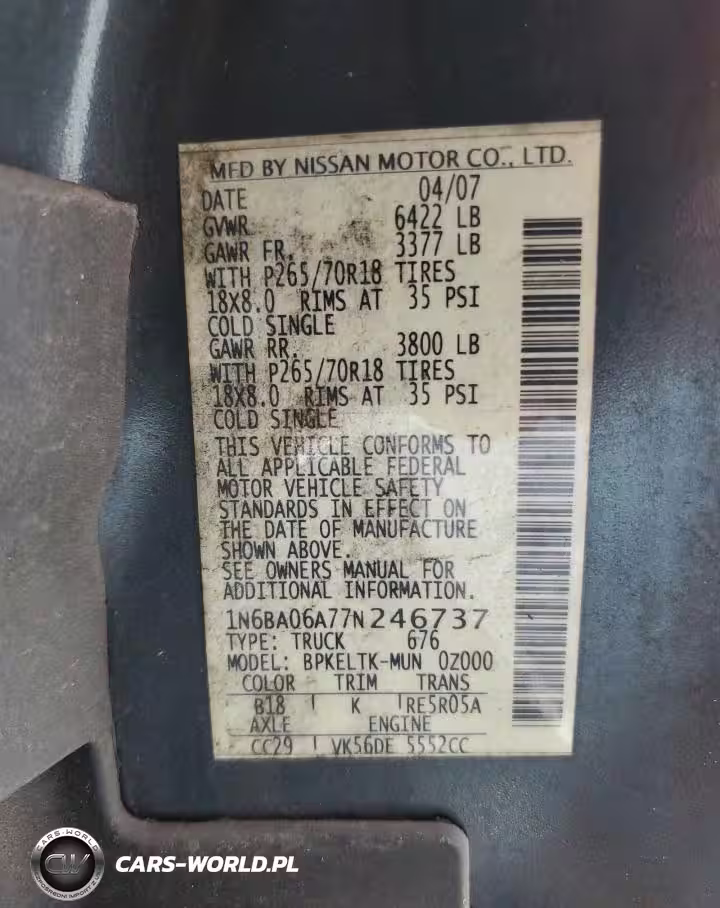 MFD BY NISSAN MOTOR CO., LTD.
DATE 04/07
GVWR 6422 LB
GAWR FR. 3377 LB
WITH P265/70R18 TIRES
18X8.0 RIMS AT 35 PSI
COLD SINGLE
GAWR RR. 3800 LB
WITH P265/70R18 TIRES
18X8.0 RIMS AT 35 PSI
COLD SINGLE
THIS VEHICLE CONFORMS TO
ALL APPLICABLE FEDERAL
MOTOR VEHICLE SAFETY
STANDARDS IN EFFECT ON
THE DATE OF MANUFACTURE
SHOWN ABOVE.
SEE OWNERS MANUAL FOR
ADDITIONAL INFORMATION.
1N6BA06A77N246737
TYPE: TRUCK 676
MODEL: BPKELTK-MUN 0Z000
COLOR TRIM TRANS
B18 K RE5R05A
AXLE ENGINE
CC29 VK56DE 5552CC
CARS-WORLD
CW
CARS-WORLD.PL